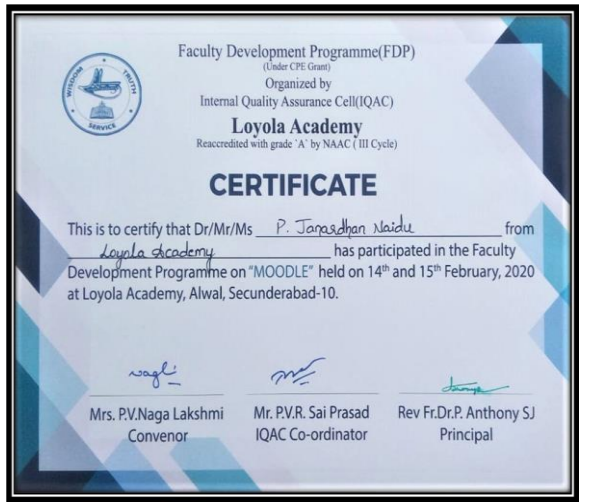 WISDOM TRUTH
SERVICE
Faculty Development Programme(FDP)
(Under CPE Grant)
Organized by
Internal Quality Assurance Cell(IQAC)
Loyola Academy
Reaccredited with grade `A` by NAAC ( III Cycle)
CERTIFICATE
This is to certify that Dr/Mr/Ms P. Janardhan Naidu from
Loyola Academy has participated in the Faculty
Development Programme on "MOODLE" held on 14th and 15th February, 2020
at Loyola Academy, Alwal, Secunderabad-10.
Mrs. P.V.Naga Lakshmi Mr. P.V.R. Sai Prasad Rev Fr.Dr.P. Anthony SJ
Convenor IQAC Co-ordinator Principal